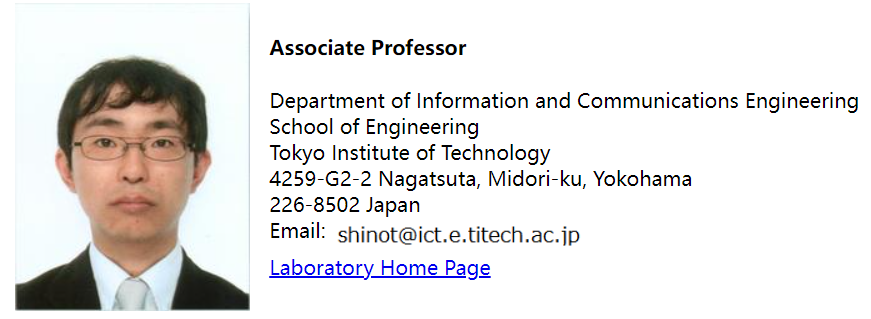 Associate Professor
Department of Information and Communications Engineering
School of Engineering
Tokyo Institute of Technology
4259-G2-2 Nagatsuta, Midori-ku, Yokohama
226-8502 Japan
Email: shinot@ict.e.titech.ac.jp
Laboratory Home Page